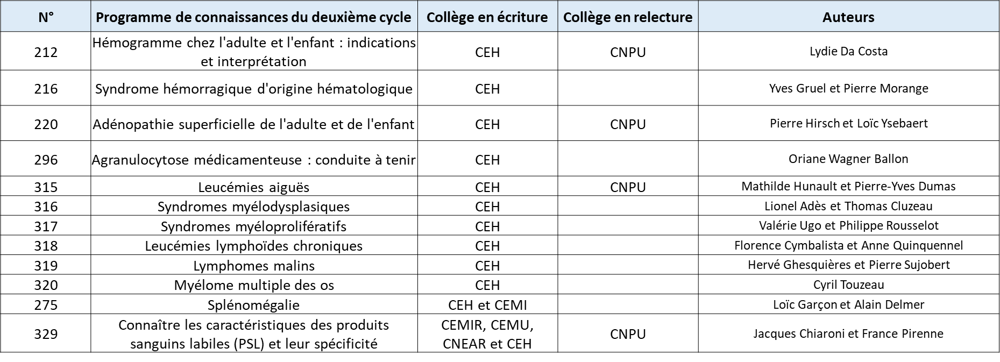 N° Programme de connaissances du deuxième cycle Collège en écriture Collège en relecture Auteurs
212 Hémogramme chez l'adulte et l'enfant : indications et interprétation CEH CNPU Lydie Da Costa
216 Syndrome hémorragique d'origine hématologique CEH Yves Gruel et Pierre Morange
220 Adénopathie superficielle de l'adulte et de l'enfant CEH CNPU Pierre Hirsch et Loïc Ysebaert
296 Agranulocytose médicamenteuse : conduite à tenir CEH Oriane Wagner Ballon
315 Leucémies aiguës CEH CNPU Mathilde Hunault et Pierre-Yves Dumas
316 Syndromes myélodysplasiques CEH Lionel Adès et Thomas Cluzeau
317 Syndromes myéloprolifératifs CEH Valérie Ugo et Philippe Rousselot
318 Leucémies lymphoïdes chroniques CEH Florence Cymbalista et Anne Quinquennel
319 Lymphomes malins CEH Hervé Ghesquières et Pierre Sujobert
320 Myélome multiple des os CEH Cyril Touzeau
275 Splénomégalie CEH et CEMI Loïc Garçon et Alain Delmer
329 Connaître les caractéristiques des produits sanguins labiles (PSL) et leur spécificité CEMIR, CEMU, CNEAR et CEH CNPU Jacques Chiaroni et France Pirenne